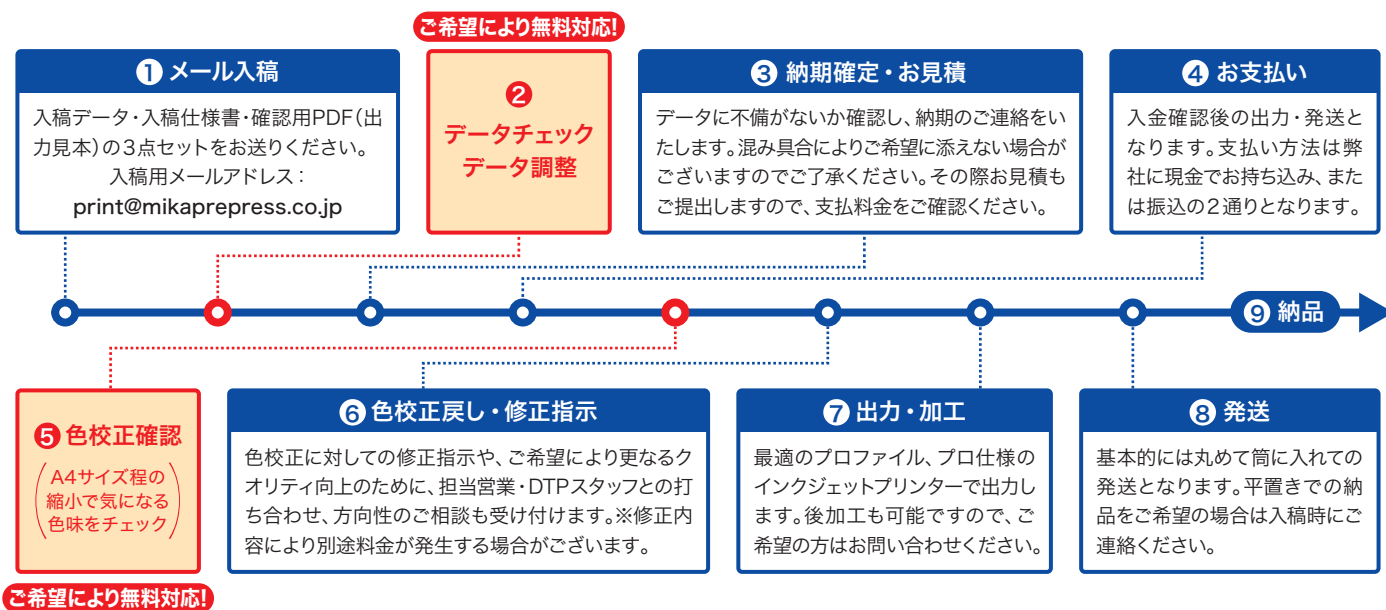 ご希望により無料対応!
❶ メール入稿
入稿データ・入稿仕様書・確認用PDF(出
力見本)の3点セットをお送りください。
入稿用メールアドレス:
print@mikaprepress.co.jp
❷
データチェック
データ調整
❸ 納期確定・お見積
データに不備がないか確認し、納期のご連絡をい
たします。混み具合によりご希望に添えない場合が
ございますのでご了承ください。その際お見積も
ご提出しますので、支払料金をご確認ください。
❹ お支払い
入金確認後の出力・発送と
なります。支払い方法は弊
社に現金でお持ち込み、また
は振込の2通りとなります。
❾ 納品
❺ 色校正確認
(A4サイズ程の
縮小で気になる
色味をチェック)
ご希望により無料対応!
❻ 色校正戻し・修正指示
色校正に対しての修正指示や、ご希望により更なるク
オリティ向上のために、担当営業・DTPスタッフとの打
ち合わせ、方向性のご相談も受け付けます。※修正内
容により別途料金が発生する場合がございます。
❼ 出力・加工
最適のプロファイル、プロ仕様の
インクジェットプリンターで出力し
ます。後加工も可能ですので、ご
希望の方はお問い合わせください。
❽ 発送
基本的には丸めて筒に入れての
発送となります。平置きでの納
品をご希望の場合は入稿時にご
連絡ください。